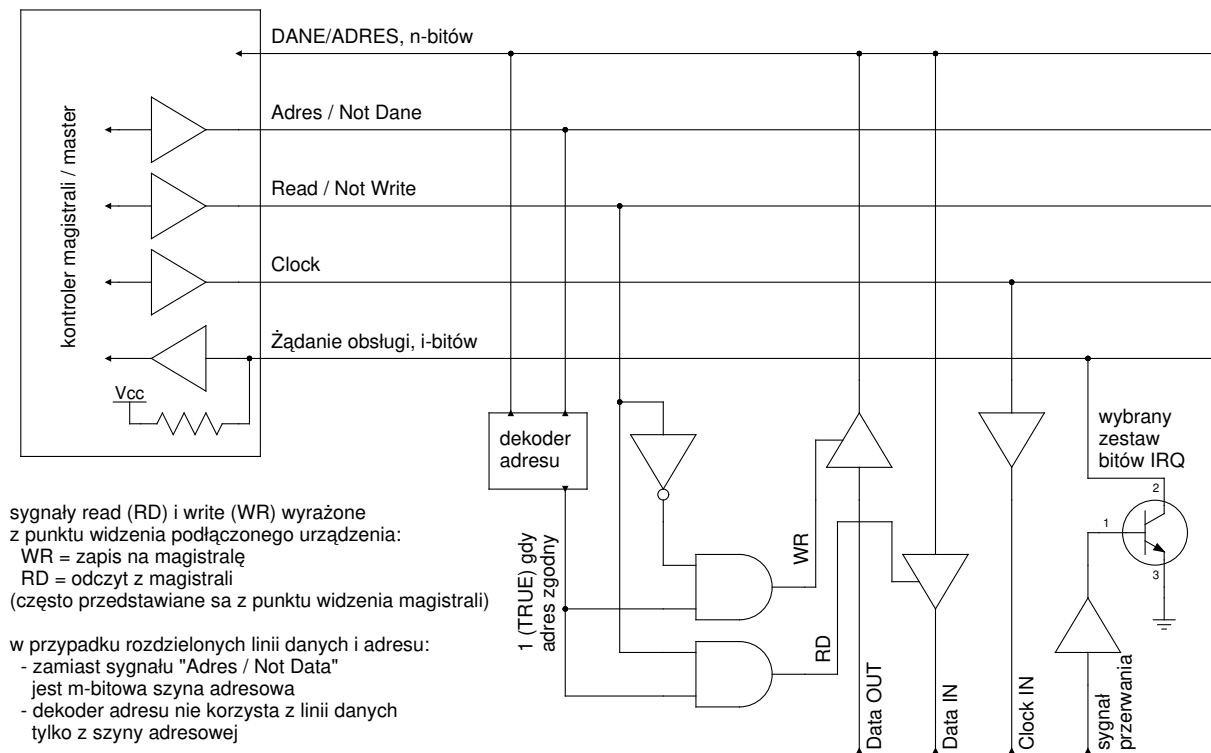 DANE/ADRES, n-bitów
Adres / Not Dane
Read / Not Write
Clock
Żądanie obsługi, i-bitów
kontroler magistrali / master
Vcc
dekoder
adresu
wybrany
zestaw
bitów IRQ
2
1
3
sygnały read (RD) i write (WR) wyrażone
z punktu widzenia podłączonego urządzenia:
WR = zapis na magistralę
RD = odczyt z magistrali
(często przedstawiane sa z punktu widzenia magistrali)
w przypadku rozdzielonych linii danych i adresu:
- zamiast sygnału "Adres / Not Data"
jest m-bitowa szyna adresowa
- dekoder adresu nie korzysta z linii danych
tylko z szyny adresowej
1 (TRUE) gdy
adres zgodny
WR
RD
Data OUT
Data IN
Clock IN
sygnał
przerwania